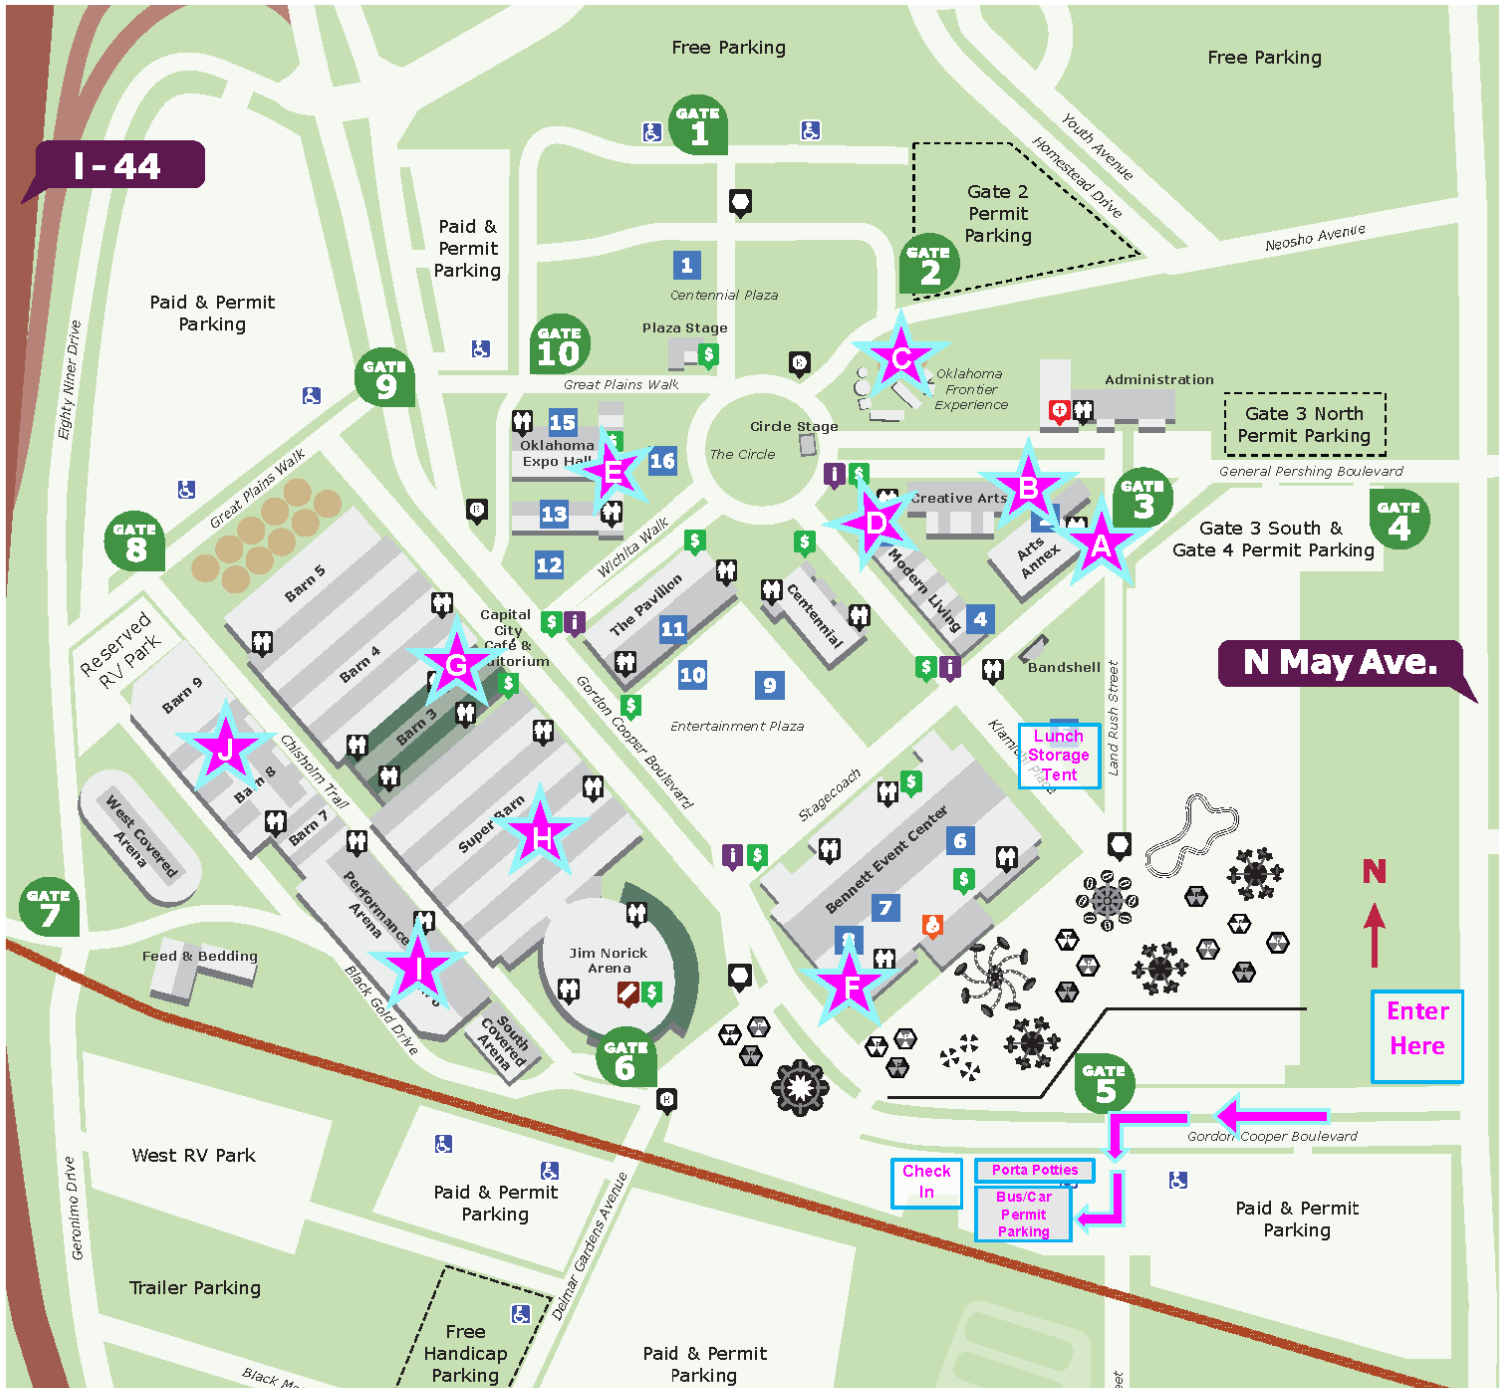 Free Parking
Free Parking
GATE
1
I - 44
Youth Avenue
Homestead Drive
Gate 2
Permit
Parking
Paid &
Permit
Parking
GATE
2
Neosho Avenue
1
Centennial Plaza
Paid & Permit
Parking
Plaza Stage
$
GATE
10
Eighty Niner Drive
GATE
9
Great Plains Walk
C
Oklahoma
Frontier
Experience
Administration
Gate 3 North
Permit Parking
15
Oklahoma
Expo Hall
E
16
Circle Stage
The Circle
General Pershing Boulevard
i
$
Creative Arts
B
GATE
3
GATE
4
Gate 3 South &
Gate 4 Permit Parking
Great Plains Walk
13
D
A
Arts
Annex
GATE
8
12
Wichita Walk
$
$
Barn 5
Modern Living
The Pavilion
Centennial
4
Capital
City
Café &
$
i
11
Reserved
RV Park
Barn 4
G
$
i
Bandshell
N May Ave.
$
10
9
Barn 9
Barn 3
$
Gordon Cooper Boulevard
Entertainment Plaza
Land Rush Street
J
Chisholm Trail
Lunch
Storage
Tent
Barn 8
Stagecoach
$
West Covered
Arena
Barn 7
Super Barn
H
Bennett Event Center
6
i
$
N
Performance
Arena
$
7
GATE
7
8
Feed & Bedding
I
Jim Norick
Arena
$
F
Black Gold Drive
South
Covered
Arena
Enter
Here
GATE
6
GATE
5
Gordon Cooper Boulevard
West RV Park
Check
In
Porta Potties
Bus/Car
Permit
Parking
Paid & Permit
Parking
Paid & Permit
Parking
Geronimo Drive
Delmar Gardens Avenue
Trailer Parking
Free
Handicap
Parking
Paid & Permit
Parking